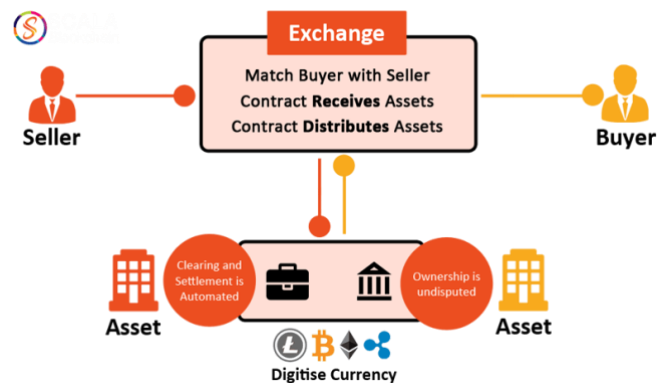 Exchange
Match Buyer with Seller
Contract Receives Assets
Contract Distributes Assets
Seller
Buyer
Clearing and
Settlement is
Automated
Ownership is
undisputed
Asset
Asset
Digitise Currency